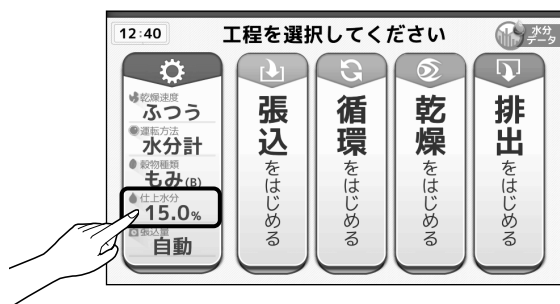 12:40
工程を選択してください
水分
データ
乾燥速度
ふつう
運転方法
水分計
穀物種類
もみ(B)
仕上水分
15.0%
張込量
自動
張込をはじめる
循環をはじめる
乾燥をはじめる
排出をはじめる